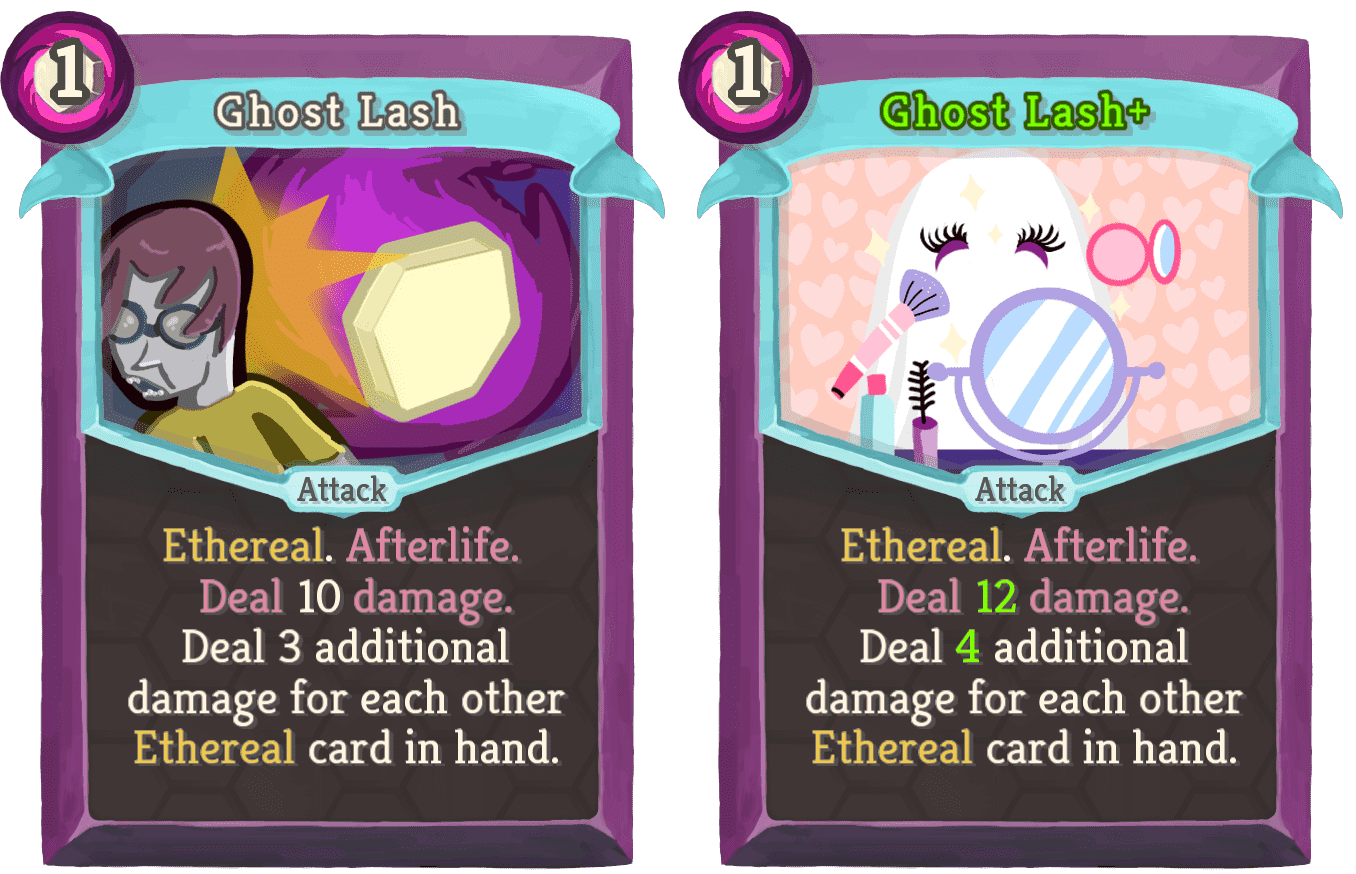 1
Ghost Lash
Attack
Ethereal. Afterlife.
Deal 10 damage.
Deal 3 additional
damage for each other
Ethereal card in hand.
1
Ghost Lash+
Attack
Ethereal. Afterlife.
Deal 12 damage.
Deal 4 additional
damage for each other
Ethereal card in hand.